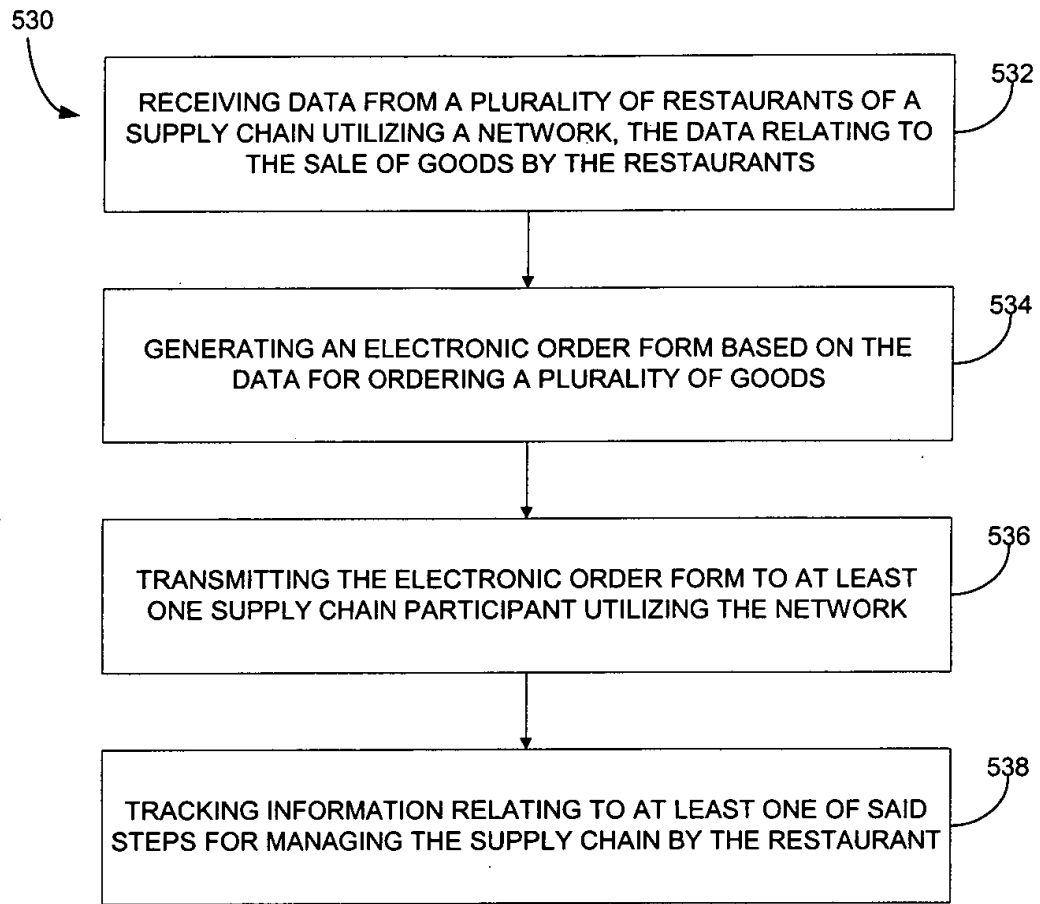 530
532
RECEIVING DATA FROM A PLURALITY OF RESTAURANTS OF A
SUPPLY CHAIN UTILIZING A NETWORK, THE DATA RELATING TO
THE SALE OF GOODS BY THE RESTAURANTS
534
GENERATING AN ELECTRONIC ORDER FORM BASED ON THE
DATA FOR ORDERING A PLURALITY OF GOODS
536
TRANSMITTING THE ELECTRONIC ORDER FORM TO AT LEAST
ONE SUPPLY CHAIN PARTICIPANT UTILIZING THE NETWORK
538
TRACKING INFORMATION RELATING TO AT LEAST ONE OF SAID
STEPS FOR MANAGING THE SUPPLY CHAIN BY THE RESTAURANT